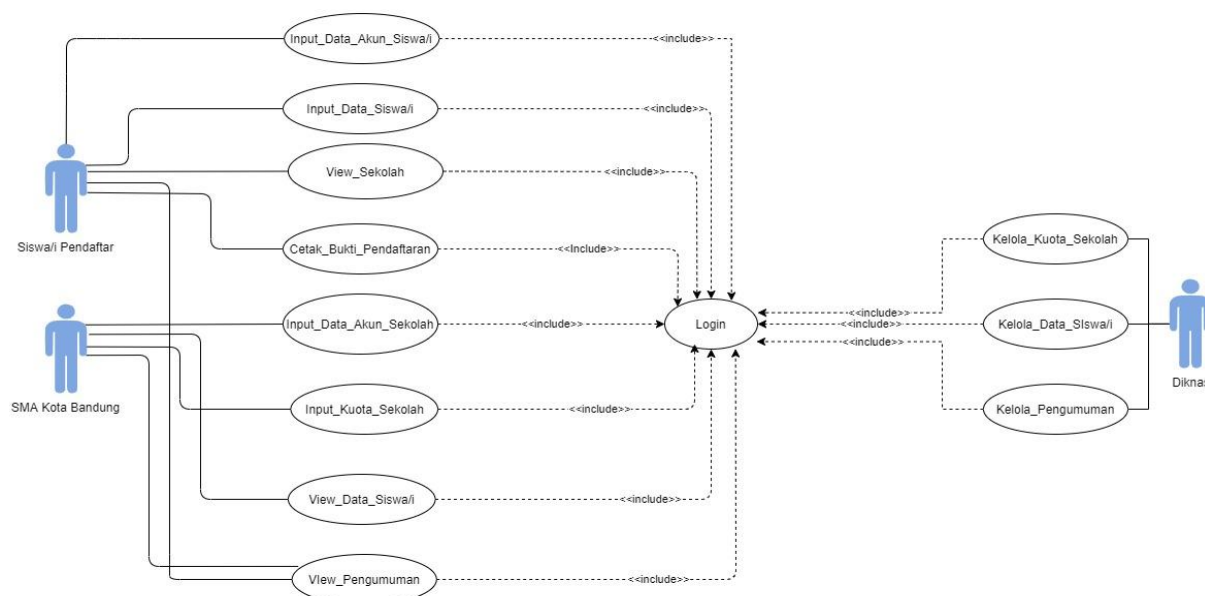 Input_Data_Akun_Siswa/i
<<include>>
Input_Data_Siswa/i
<<include>>
View_Sekolah
<<include>>
Siswa/i Pendaftar
Cetak_Bukti_Pendaftaran
<<Include>>
Kelola_Kuota_Sekolah
<<include>>
Input_Data_Akun_Sekolah
<<include>>
Login
<<include>>
Kelola_Data_SIswa/i
<<include>>
Diknas
SMA Kota Bandung
Input_Kuota_Sekolah
<<include>>
Kelola_Pengumuman
View_Data_Siswa/i
<<include>>
VIew_Pengumuman
<<include>>